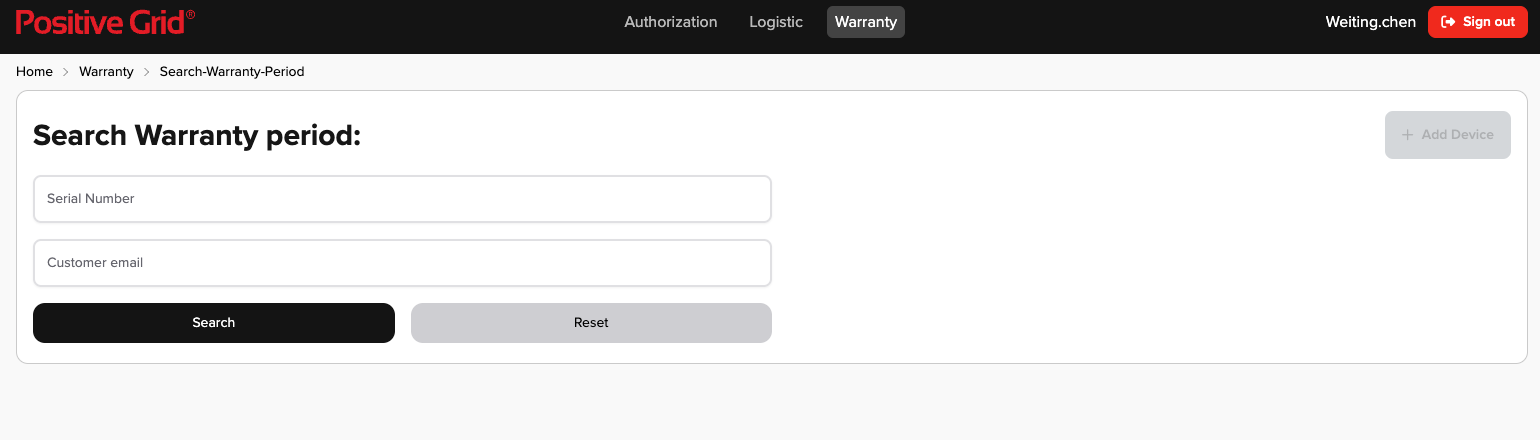 Positive Grid®
Authorization Logistic Warranty
Weiting.chen Sign out
Home > Warranty > Search-Warranty-Period
Search Warranty period:
+ Add Device
Serial Number
Customer email
Search Reset